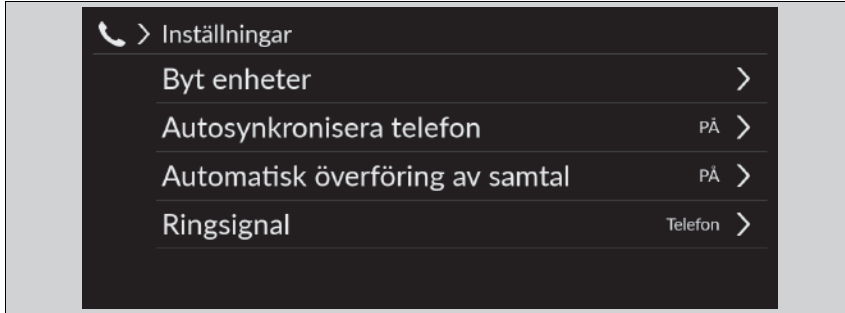 Inställningar
Byt enheter
Autosynkronisera telefon PÅ
Automatisk överföring av samtal PÅ
Ringsignal Telefon